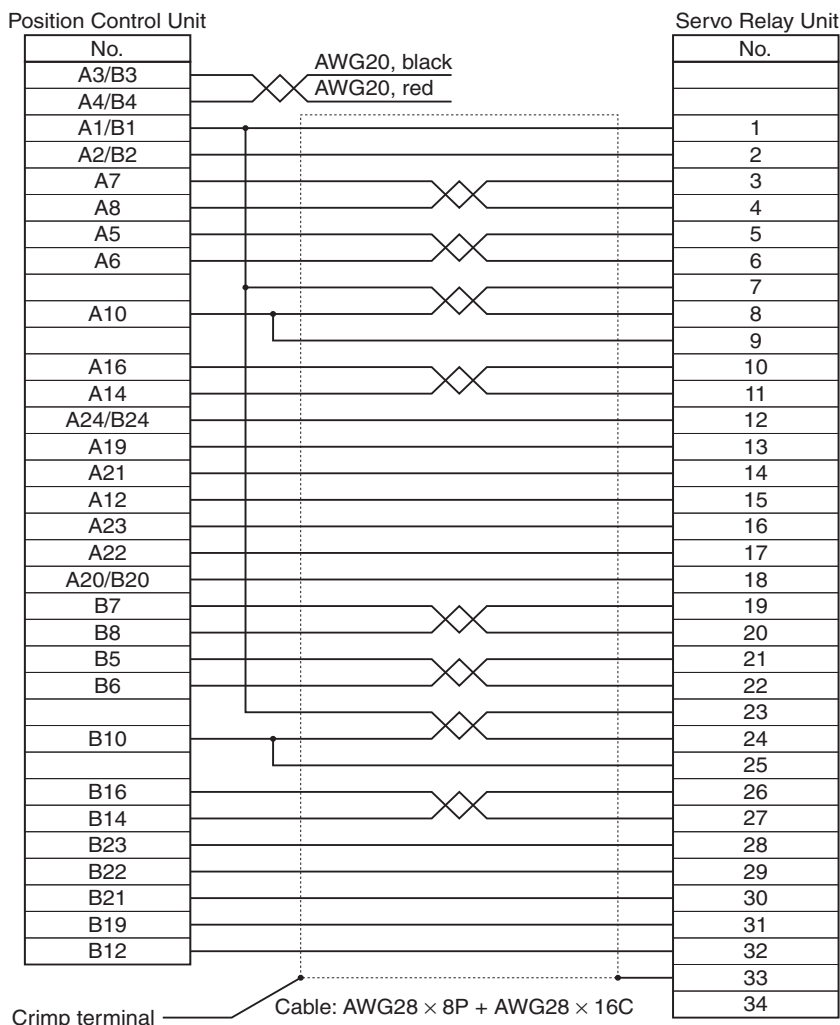 Position Control Unit Servo Relay Unit
No. No.
A3/B3 AWG20, black
A4/B4 AWG20, red
A1/B1 1
A2/B2 2
A7 3
A8 4
A5 5
A6 6
7
A10 8
9
A16 10
A14 11
A24/B24 12
A19 13
A21 14
A12 15
A23 16
A22 17
A20/B20 18
B7 19
B8 20
B5 21
B6 22
23
B10 24
25
B16 26
B14 27
B23 28
B22 29
B21 30
B19 31
B12 32
33
Crimp terminal Cable: AWG28 × 8P + AWG28 × 16C 34